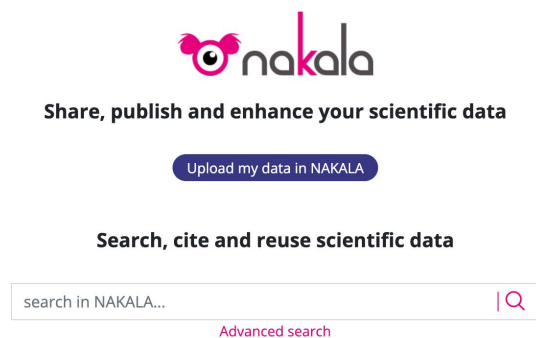 nakala
Share, publish and enhance your scientific data
Upload my data in NAKALA
Search, cite and reuse scientific data
search in NAKALA...
Advanced search